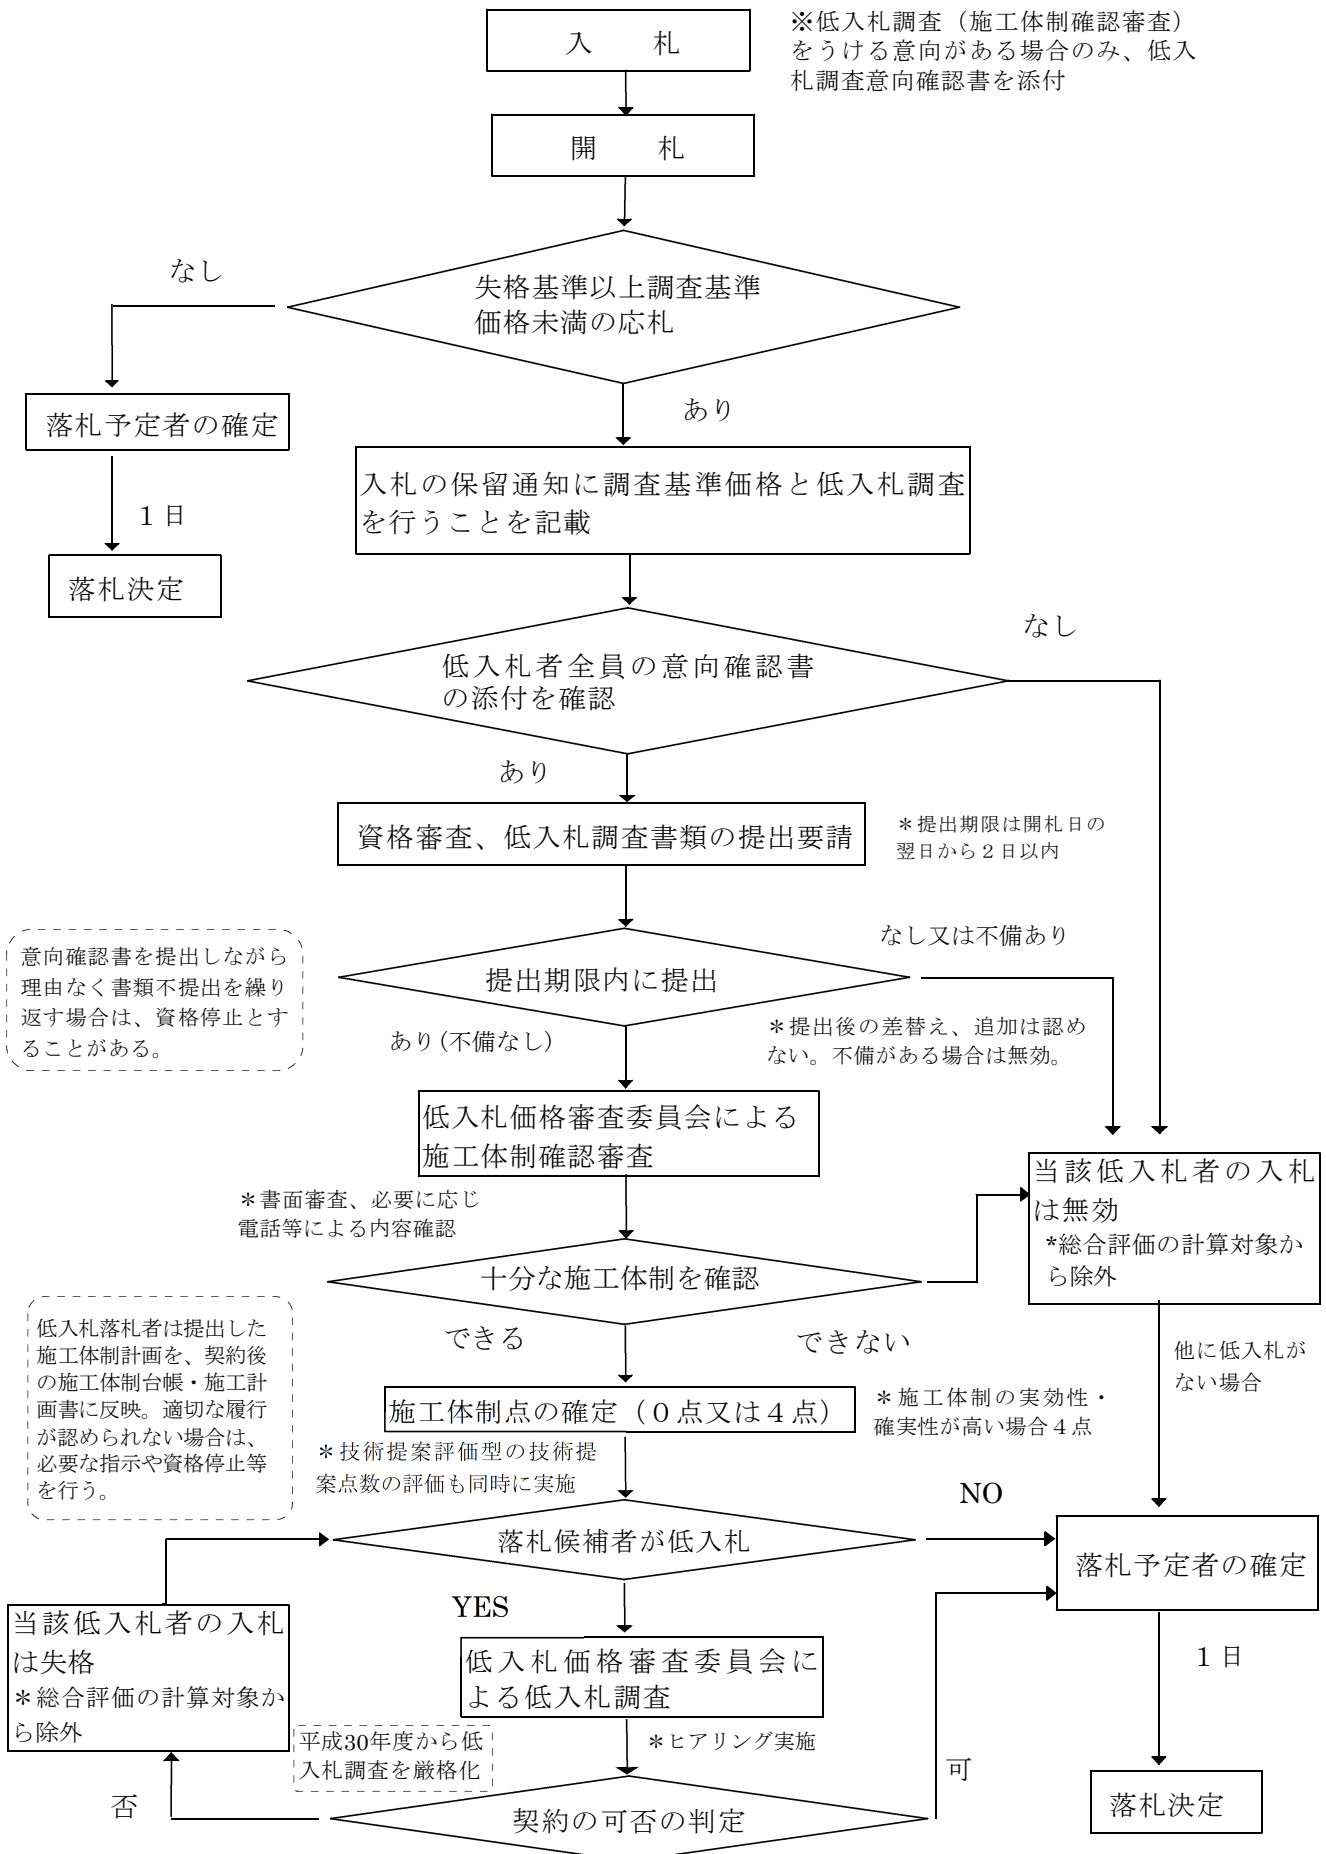 入　札
※低入札調査（施工体制確認審査）
をうける意向がある場合のみ、低入
札調査意向確認書を添付
開　札
なし
失格基準以上調査基準
価格未満の応札
あり
落札予定者の確定
1 日
落札決定
入札の保留通知に調査基準価格と低入札調査
を行うことを記載
なし
低入札者全員の意向確認書
の添付を確認
あり
資格審査、低入札調査書類の提出要請
＊提出期限は開札日の
翌日から２日以内
なし又は不備あり
意向確認書を提出しながら
理由なく書類不提出を繰り
返す場合は、資格停止とす
ることがある。
提出期限内に提出
あり(不備なし)
＊提出後の差替え、追加は認め
ない。不備がある場合は無効。
低入札価格審査委員会による
施工体制確認審査
＊書面審査、必要に応じ
電話等による内容確認
当該低入札者の入札
は無効
*総合評価の計算対象か
ら除外
十分な施工体制を確認
できる
できない
他に低入札が
ない場合
低入札落札者は提出した
施工体制計画を、契約後
の施工体制台帳・施工計
画書に反映。適切な履行
が認められない場合は、
必要な指示や資格停止等
を行う。
施工体制点の確定（０点又は４点）
＊施工体制の実効性・
確実性が高い場合４点
＊技術提案評価型の技術提
案点数の評価も同時に実施
NO
落札候補者が低入札
落札予定者の確定
YES
当該低入札者の入札
は失格
＊総合評価の計算対象か
ら除外
低入札価格審査委員会に
よる低入札調査
1 日
平成30年度から低
入札調査を厳格化
＊ヒアリング実施
可
否
契約の可否の判定
落札決定